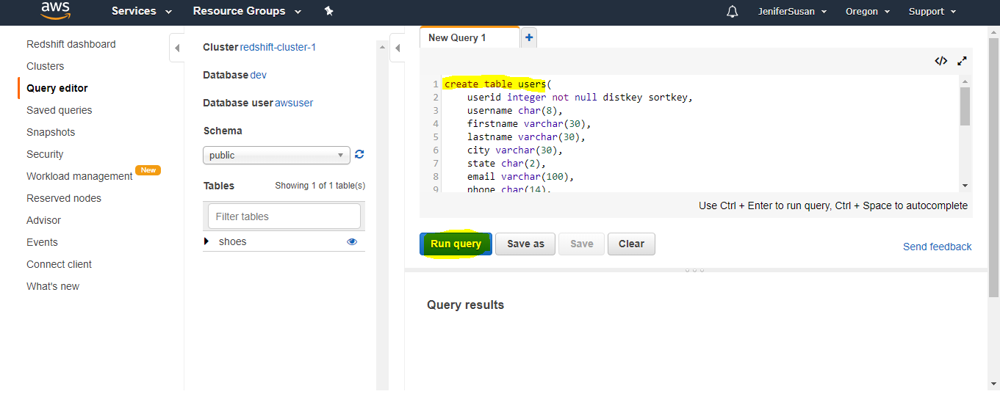 aws Services Resource Groups JeniferSusan Oregon Support
Redshift dashboard
Clusters
Query editor
Saved queries
Snapshots
Security
Workload management New
Reserved nodes
Advisor
Events
Connect client
What's new
Cluster redshift-cluster-1
Database dev
Database user awsuser
Schema
public
Tables Showing 1 of 1 table(s)
Filter tables
shoes
New Query 1 +
</>
1 create table users(
2 userid integer not null distkey sortkey,
3 username char(8),
4 firstname varchar(30),
5 lastname varchar(30),
6 city varchar(30),
7 state char(2),
8 email varchar(100),
9 phone char(14),
Use Ctrl + Enter to run query, Ctrl + Space to autocomplete
Run query Save as Save Clear
Send feedback
Query results